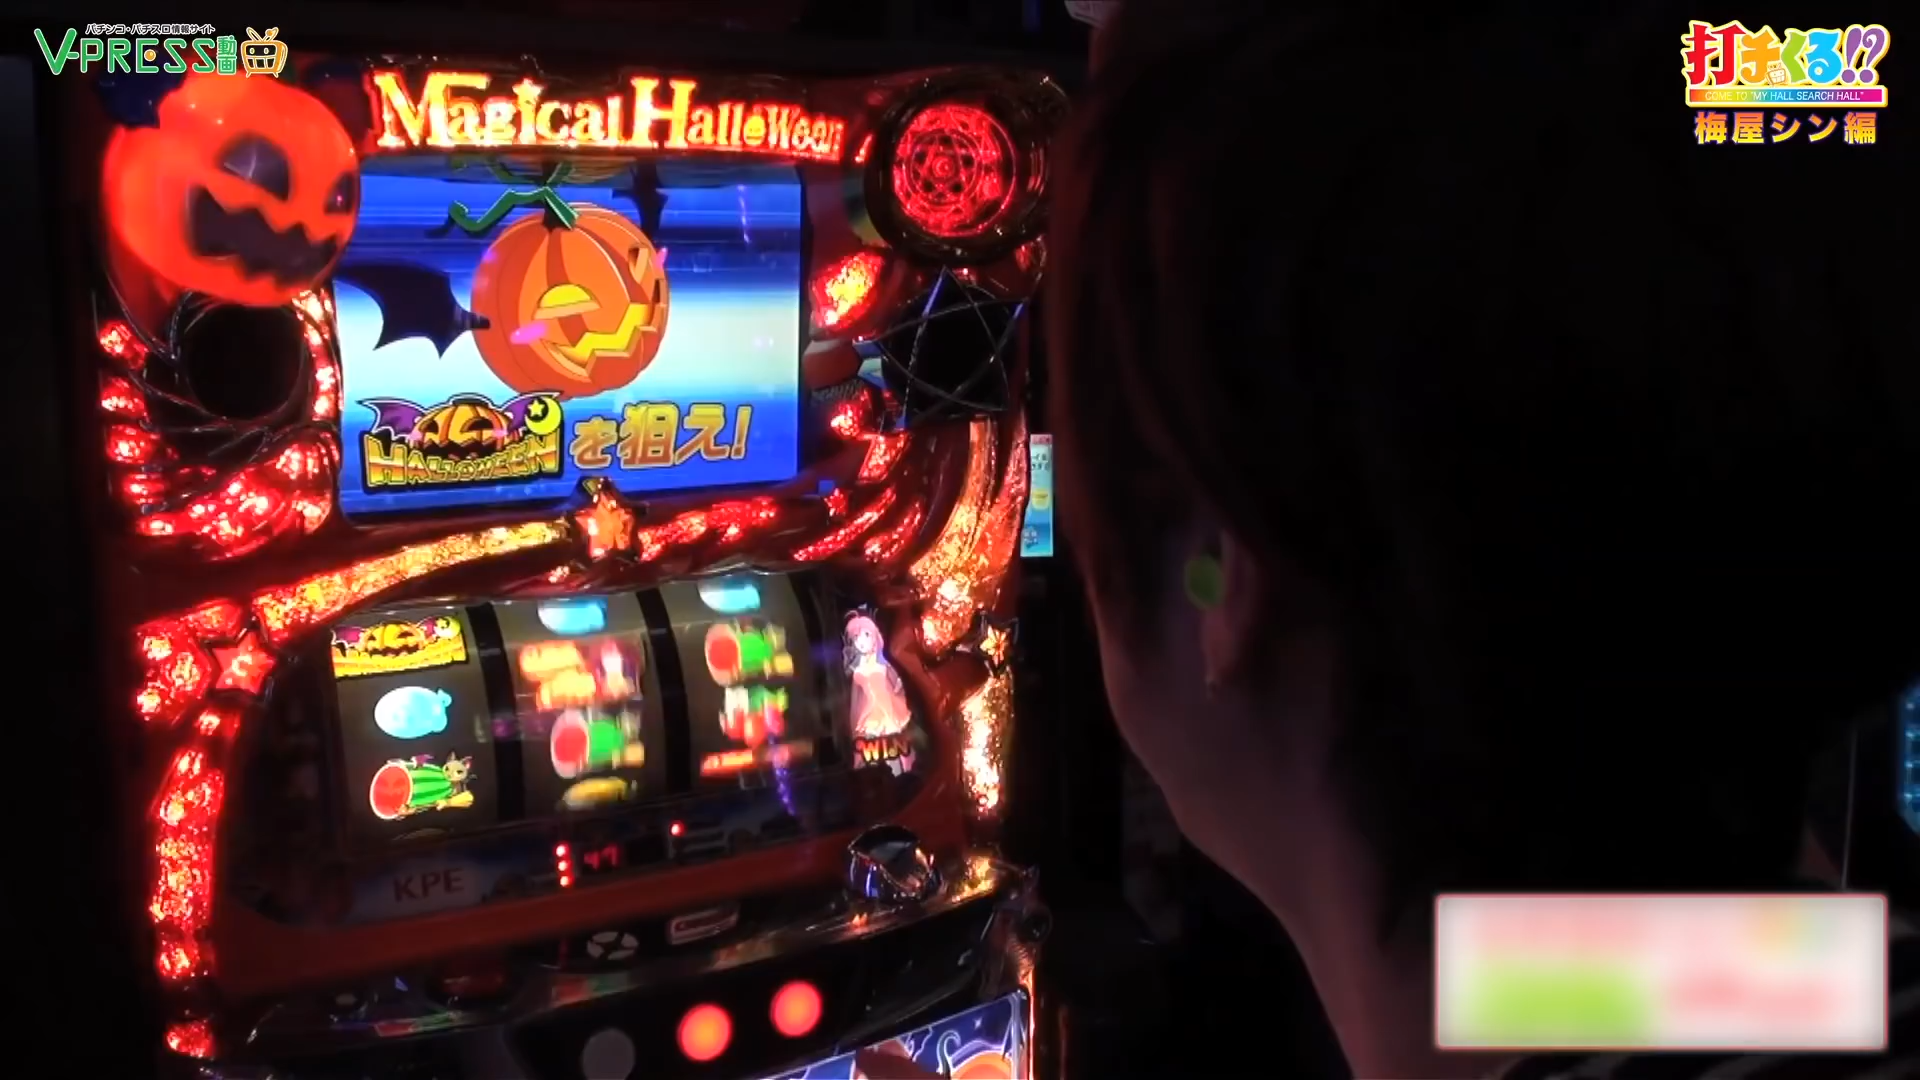 パチンコ・パチスロ情報サイト
V-PRESS動画
打チくる!?
COME TO "MY HALL SEARCH HALL"
梅屋シン編
Magical Halloween
HALLOWEEN を狙え!
WIN
47
KPE